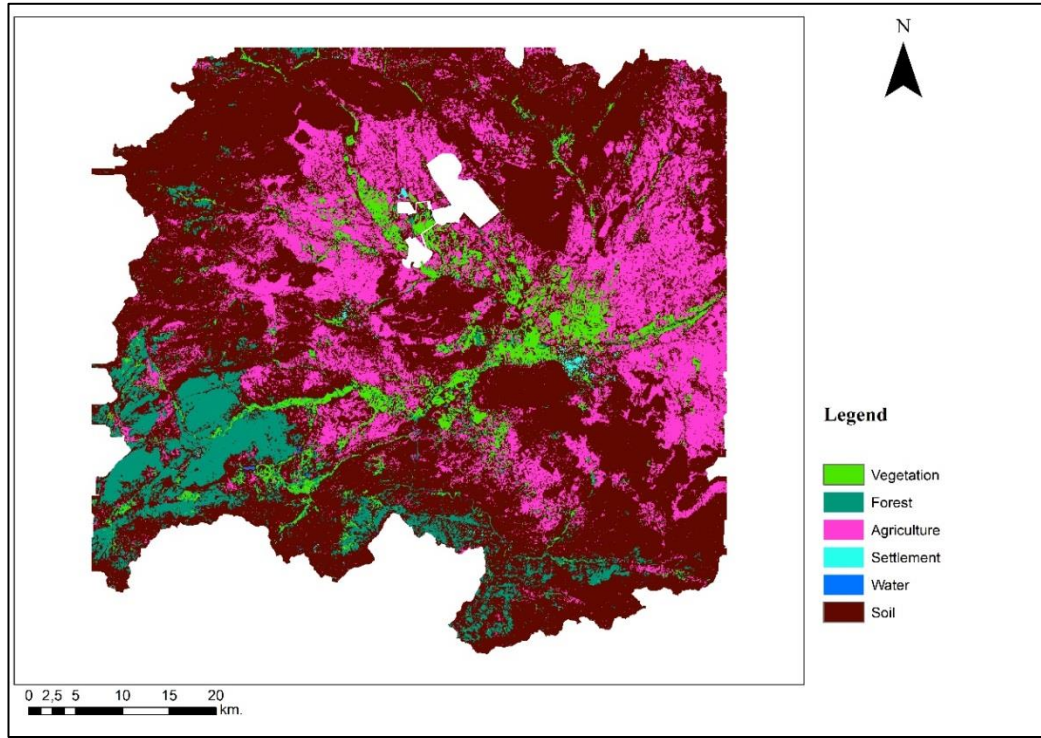 N
Legend
Vegetation
Forest
Agriculture
Settlement
Water
Soil
0 2,5 5 10 15 20
km.